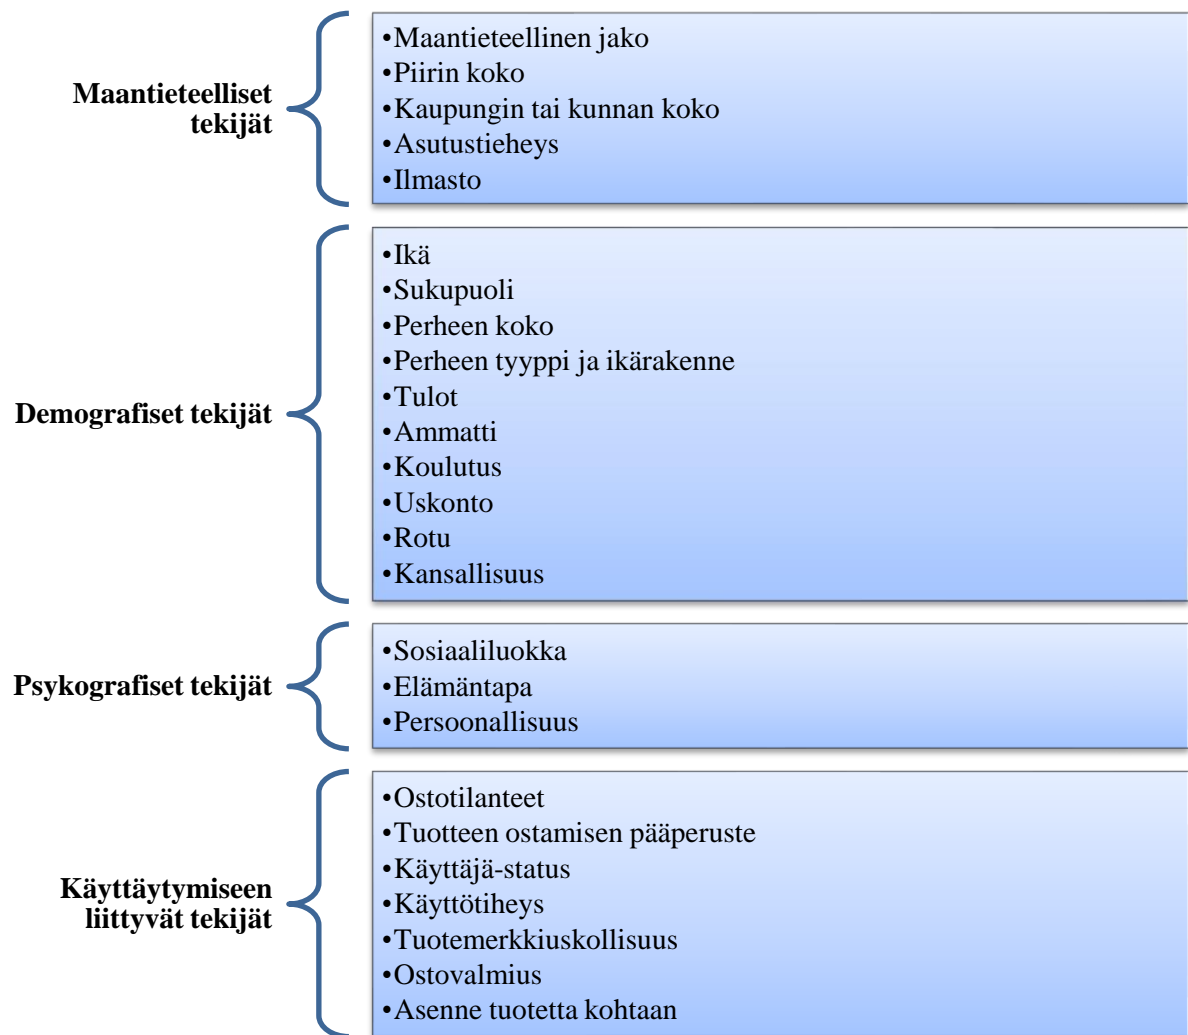 Maantieteelliset
tekijät
•Maantieteellinen jako
•Piirin koko
•Kaupungin tai kunnan koko
•Asutustieheys
•Ilmasto
Demografiset tekijät
•Ikä
•Sukupuoli
•Perheen koko
•Perheen tyyppi ja ikärakenne
•Tulot
•Ammatti
•Koulutus
•Uskonto
•Rotu
•Kansallisuus
Psykografiset tekijät
•Sosiaaliluokka
•Elämäntapa
•Persoonallisuus
Käyttäytymiseen
liittyvät tekijät
•Ostotilanteet
•Tuotteen ostamisen pääperuste
•Käyttäjä-status
•Käyttötiheys
•Tuotemerkkiuskollisuus
•Ostovalmius
•Asenne tuotetta kohtaan